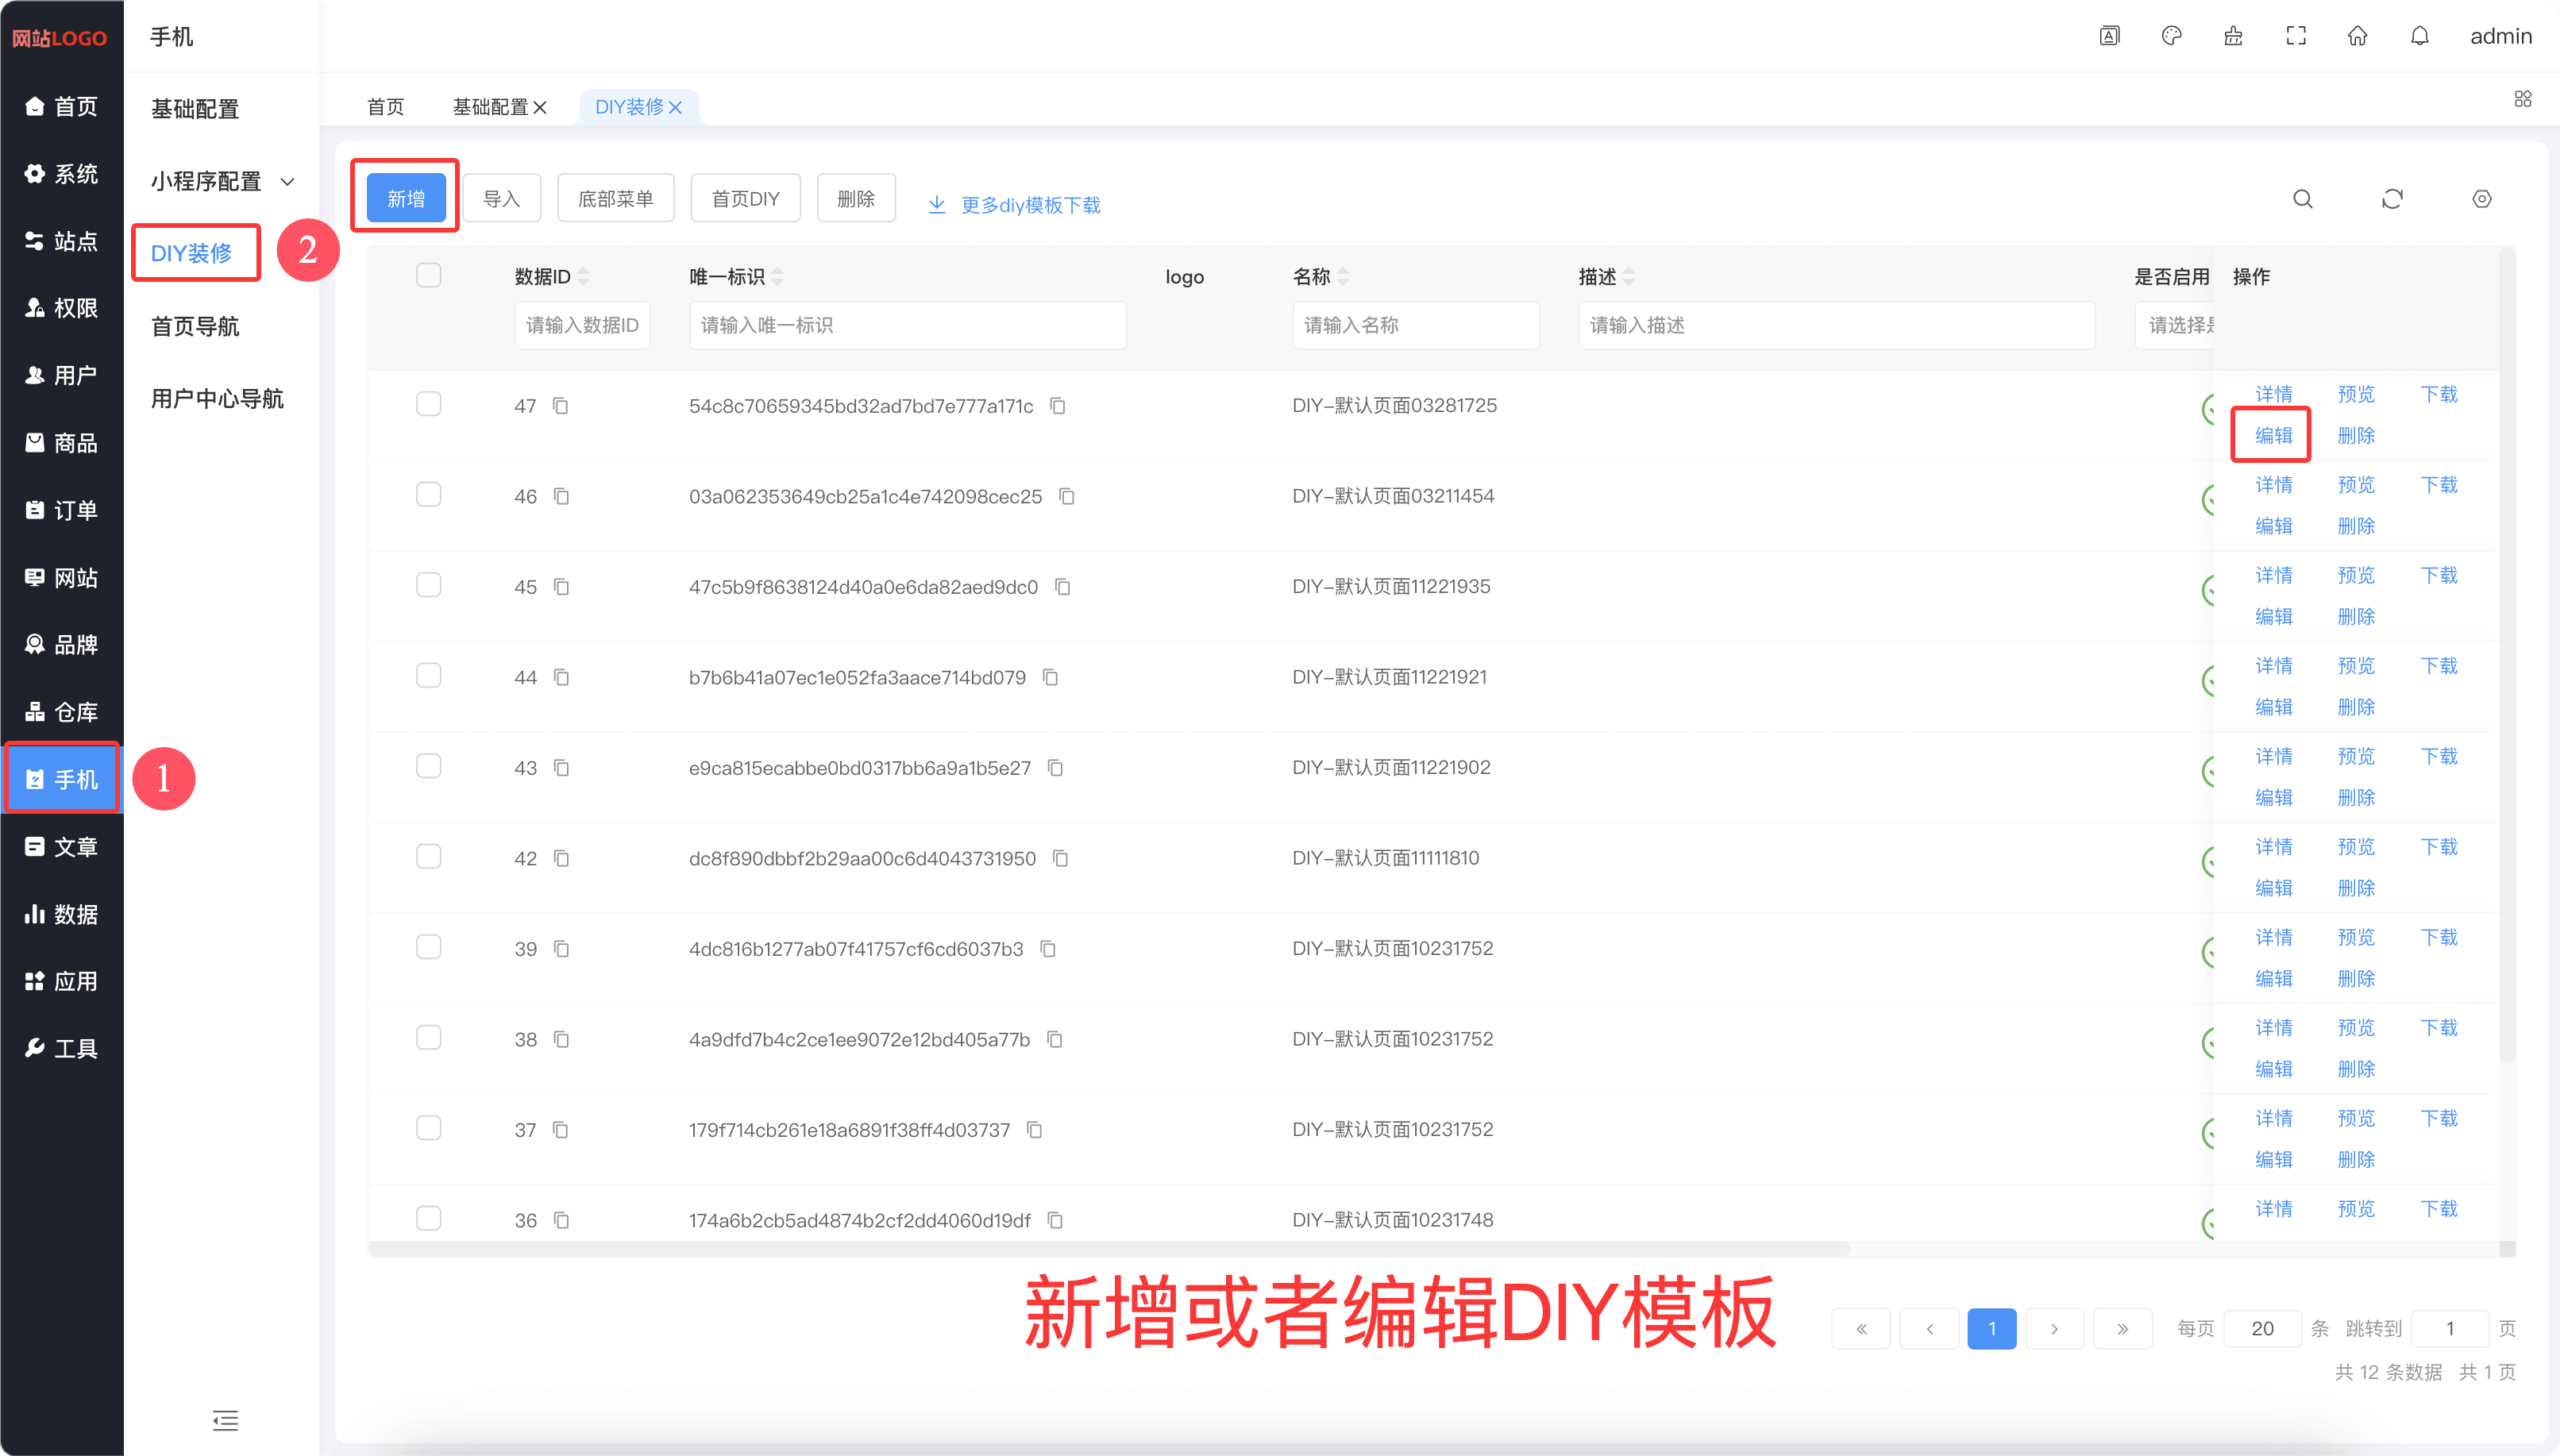 网站LOGO
首页
系统
站点
权限
用户
商品
订单
网站
品牌
仓库
手机
1
文章
数据
应用
工具
手机
基础配置
小程序配置
DIY装修
2
首页导航
用户中心导航
admin
首页 基础配置 DIY装修
新增 导入 底部菜单 首页DIY 删除 更多diy模板下载
数据ID 唯一标识 logo 名称 描述 是否启用 操作
请输入数据ID 请输入唯一标识 请输入名称 请输入描述 请选择
47 54c8c70659345bd32ad7bd7e777a171c DIY-默认页面03281725 详情 预览 下载
编辑 删除
46 03a062353649cb25a1c4e742098cec25 DIY-默认页面03211454 详情 预览 下载
编辑 删除
45 47c5b9f8638124d40a0e6da82aed9dc0 DIY-默认页面11221935 详情 预览 下载
编辑 删除
44 b7b6b41a07ec1e052fa3aace714bd079 DIY-默认页面11221921 详情 预览 下载
编辑 删除
43 e9ca815ecabbe0bd0317bb6a9a1b5e27 DIY-默认页面11221902 详情 预览 下载
编辑 删除
42 dc8f890dbbf2b29aa00c6d4043731950 DIY-默认页面11111810 详情 预览 下载
编辑 删除
39 4dc816b1277ab07f41757cf6cd6037b3 DIY-默认页面10231752 详情 预览 下载
编辑 删除
38 4a9dfd7b4c2ce1ee9072e12bd405a77b DIY-默认页面10231752 详情 预览 下载
编辑 删除
37 179f714cb261e18a6891f38ff4d03737 DIY-默认页面10231752 详情 预览 下载
编辑 删除
36 174a6b2cb5ad4874b2cf2dd4060d19df DIY-默认页面10231748 详情 预览 下载
新增或者编辑DIY模板
« ‹ 1 › » 每页 20 条 跳转到 1 页
共 12 条数据 共 1 页